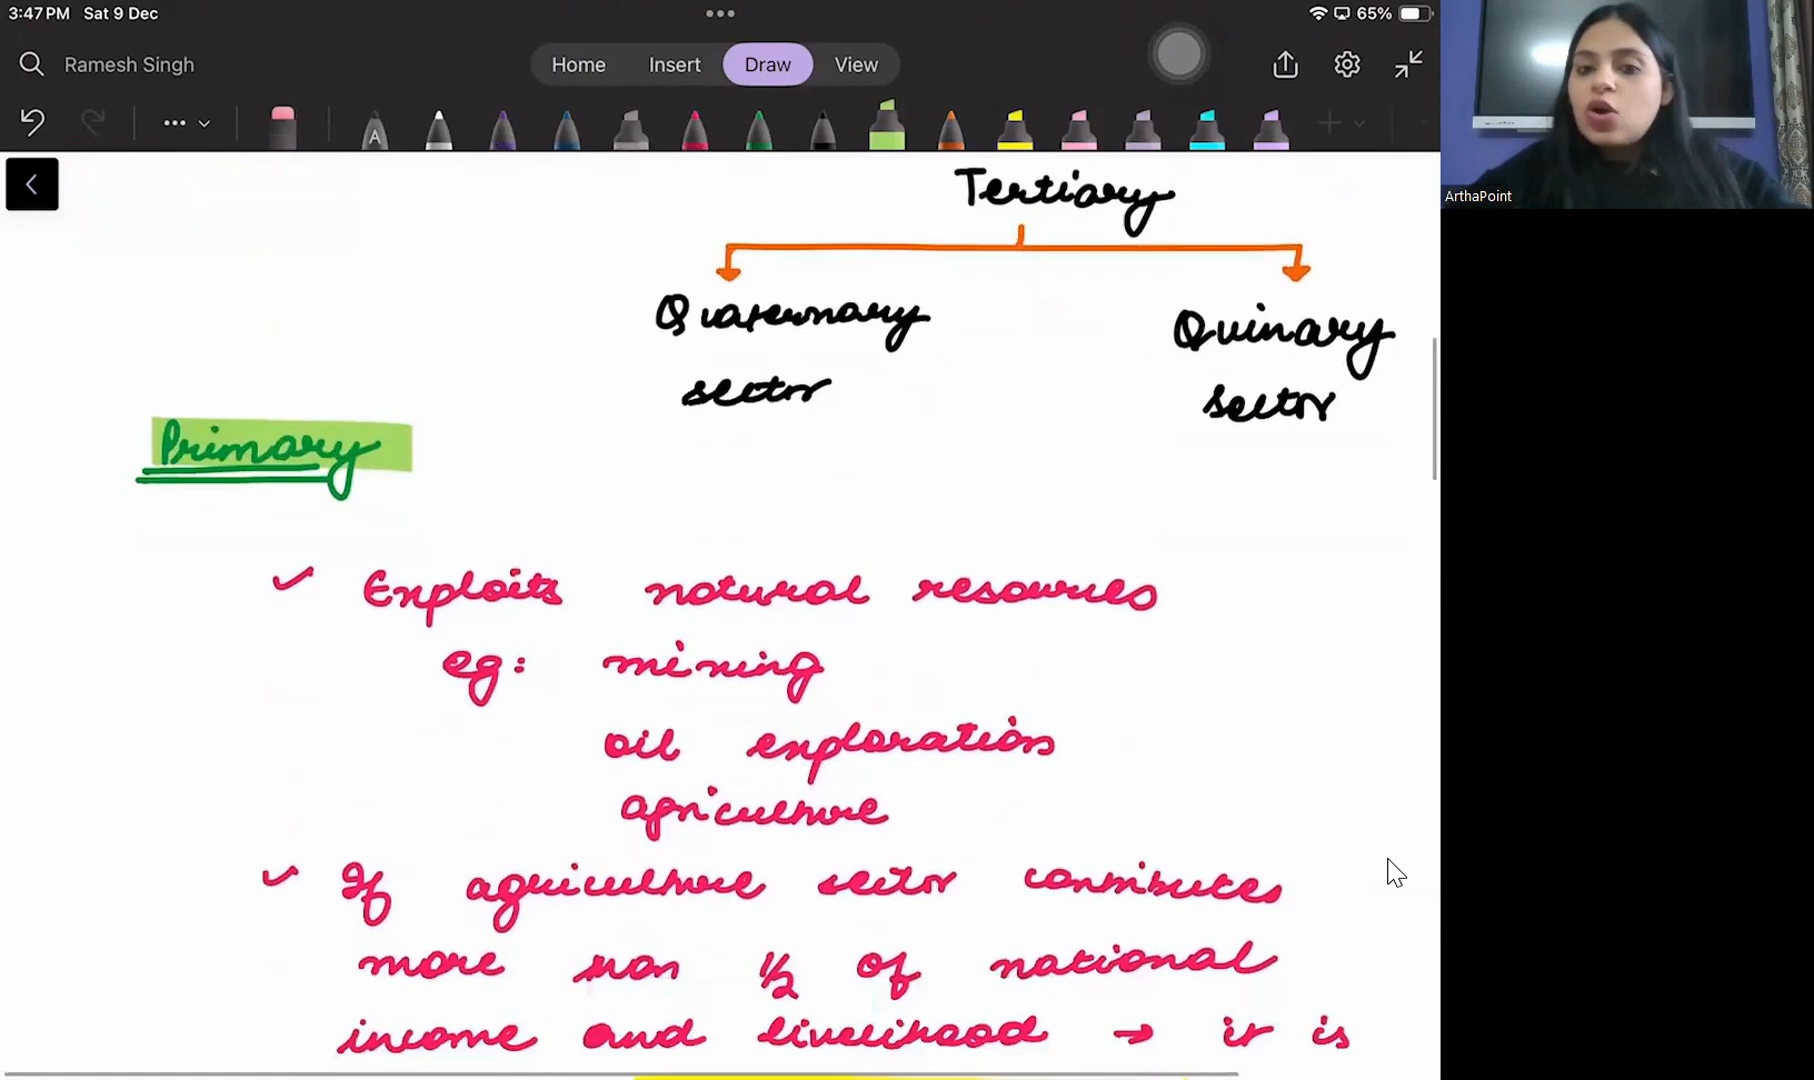 3:47 PM Sat 9 Dec
65%
Ramesh Singh
Home Insert Draw View
A
ArthaPoint
Tertiary
Quaternary Quinary
sector sector
Primary
✓ Exploits natural resources
eg: mining
oil exploration
agriculture
✓ If agriculture sector contributes
more than 1/2 of national
income and livelihood → it is